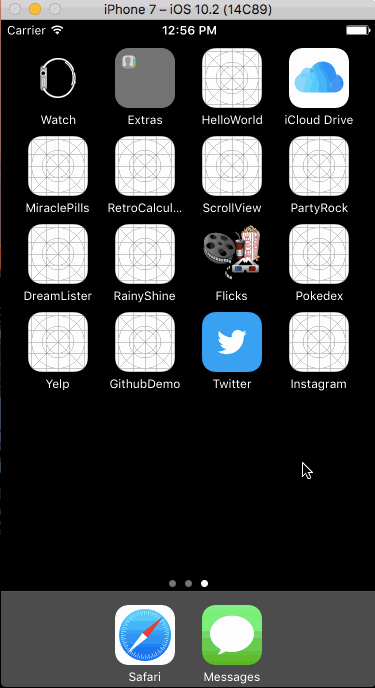 iPhone 7 – iOS 10.2 (14C89)
Carrier 12:56 PM
Watch Extras HelloWorld iCloud Drive
MiraclePills RetroCalcul... ScrollView PartyRock
DreamLister RainyShine Flicks Pokedex
Yelp GithubDemo Twitter Instagram
Safari Messages